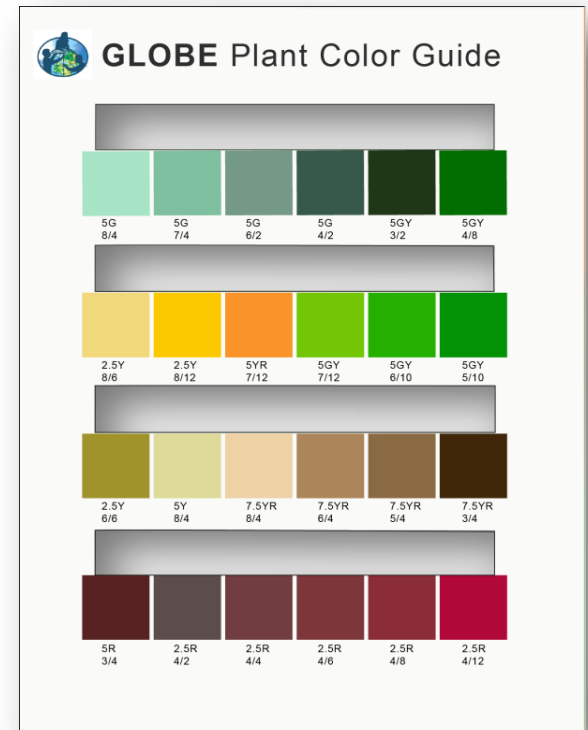 GLOBE Plant Color Guide
5G 5G 5G 5G 5GY 5GY
8/4 7/4 6/2 4/2 3/2 4/8
2.5Y 2.5Y 5YR 5GY 5GY 5GY
8/6 8/12 7/12 7/12 6/10 5/10
2.5Y 5Y 7.5YR 7.5YR 7.5YR 7.5YR
6/6 8/4 8/4 6/4 5/4 3/4
5R 2.5R 2.5R 2.5R 2.5R 2.5R
3/4 4/2 4/4 4/6 4/8 4/12